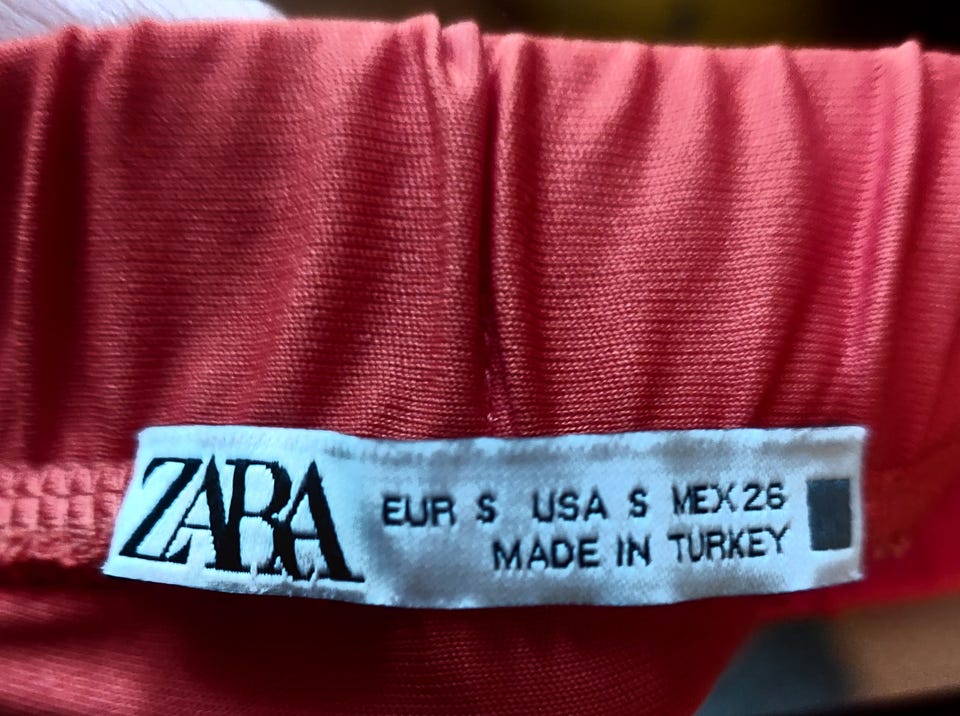 ZARA
EUR S USA S MEX 26
MADE IN TURKEY